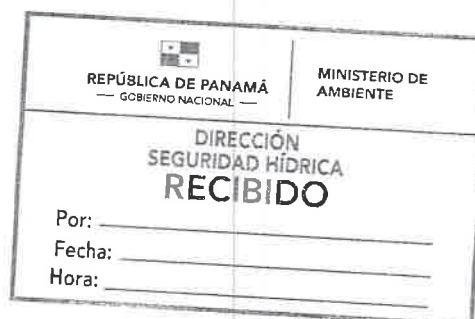 REPÚBLICA DE PANAMÁ
— GOBIERNO NACIONAL —
MINISTERIO DE
AMBIENTE
DIRECCIÓN
SEGURIDAD HÍDRICA
RECIBIDO
Por:
Fecha:
Hora: